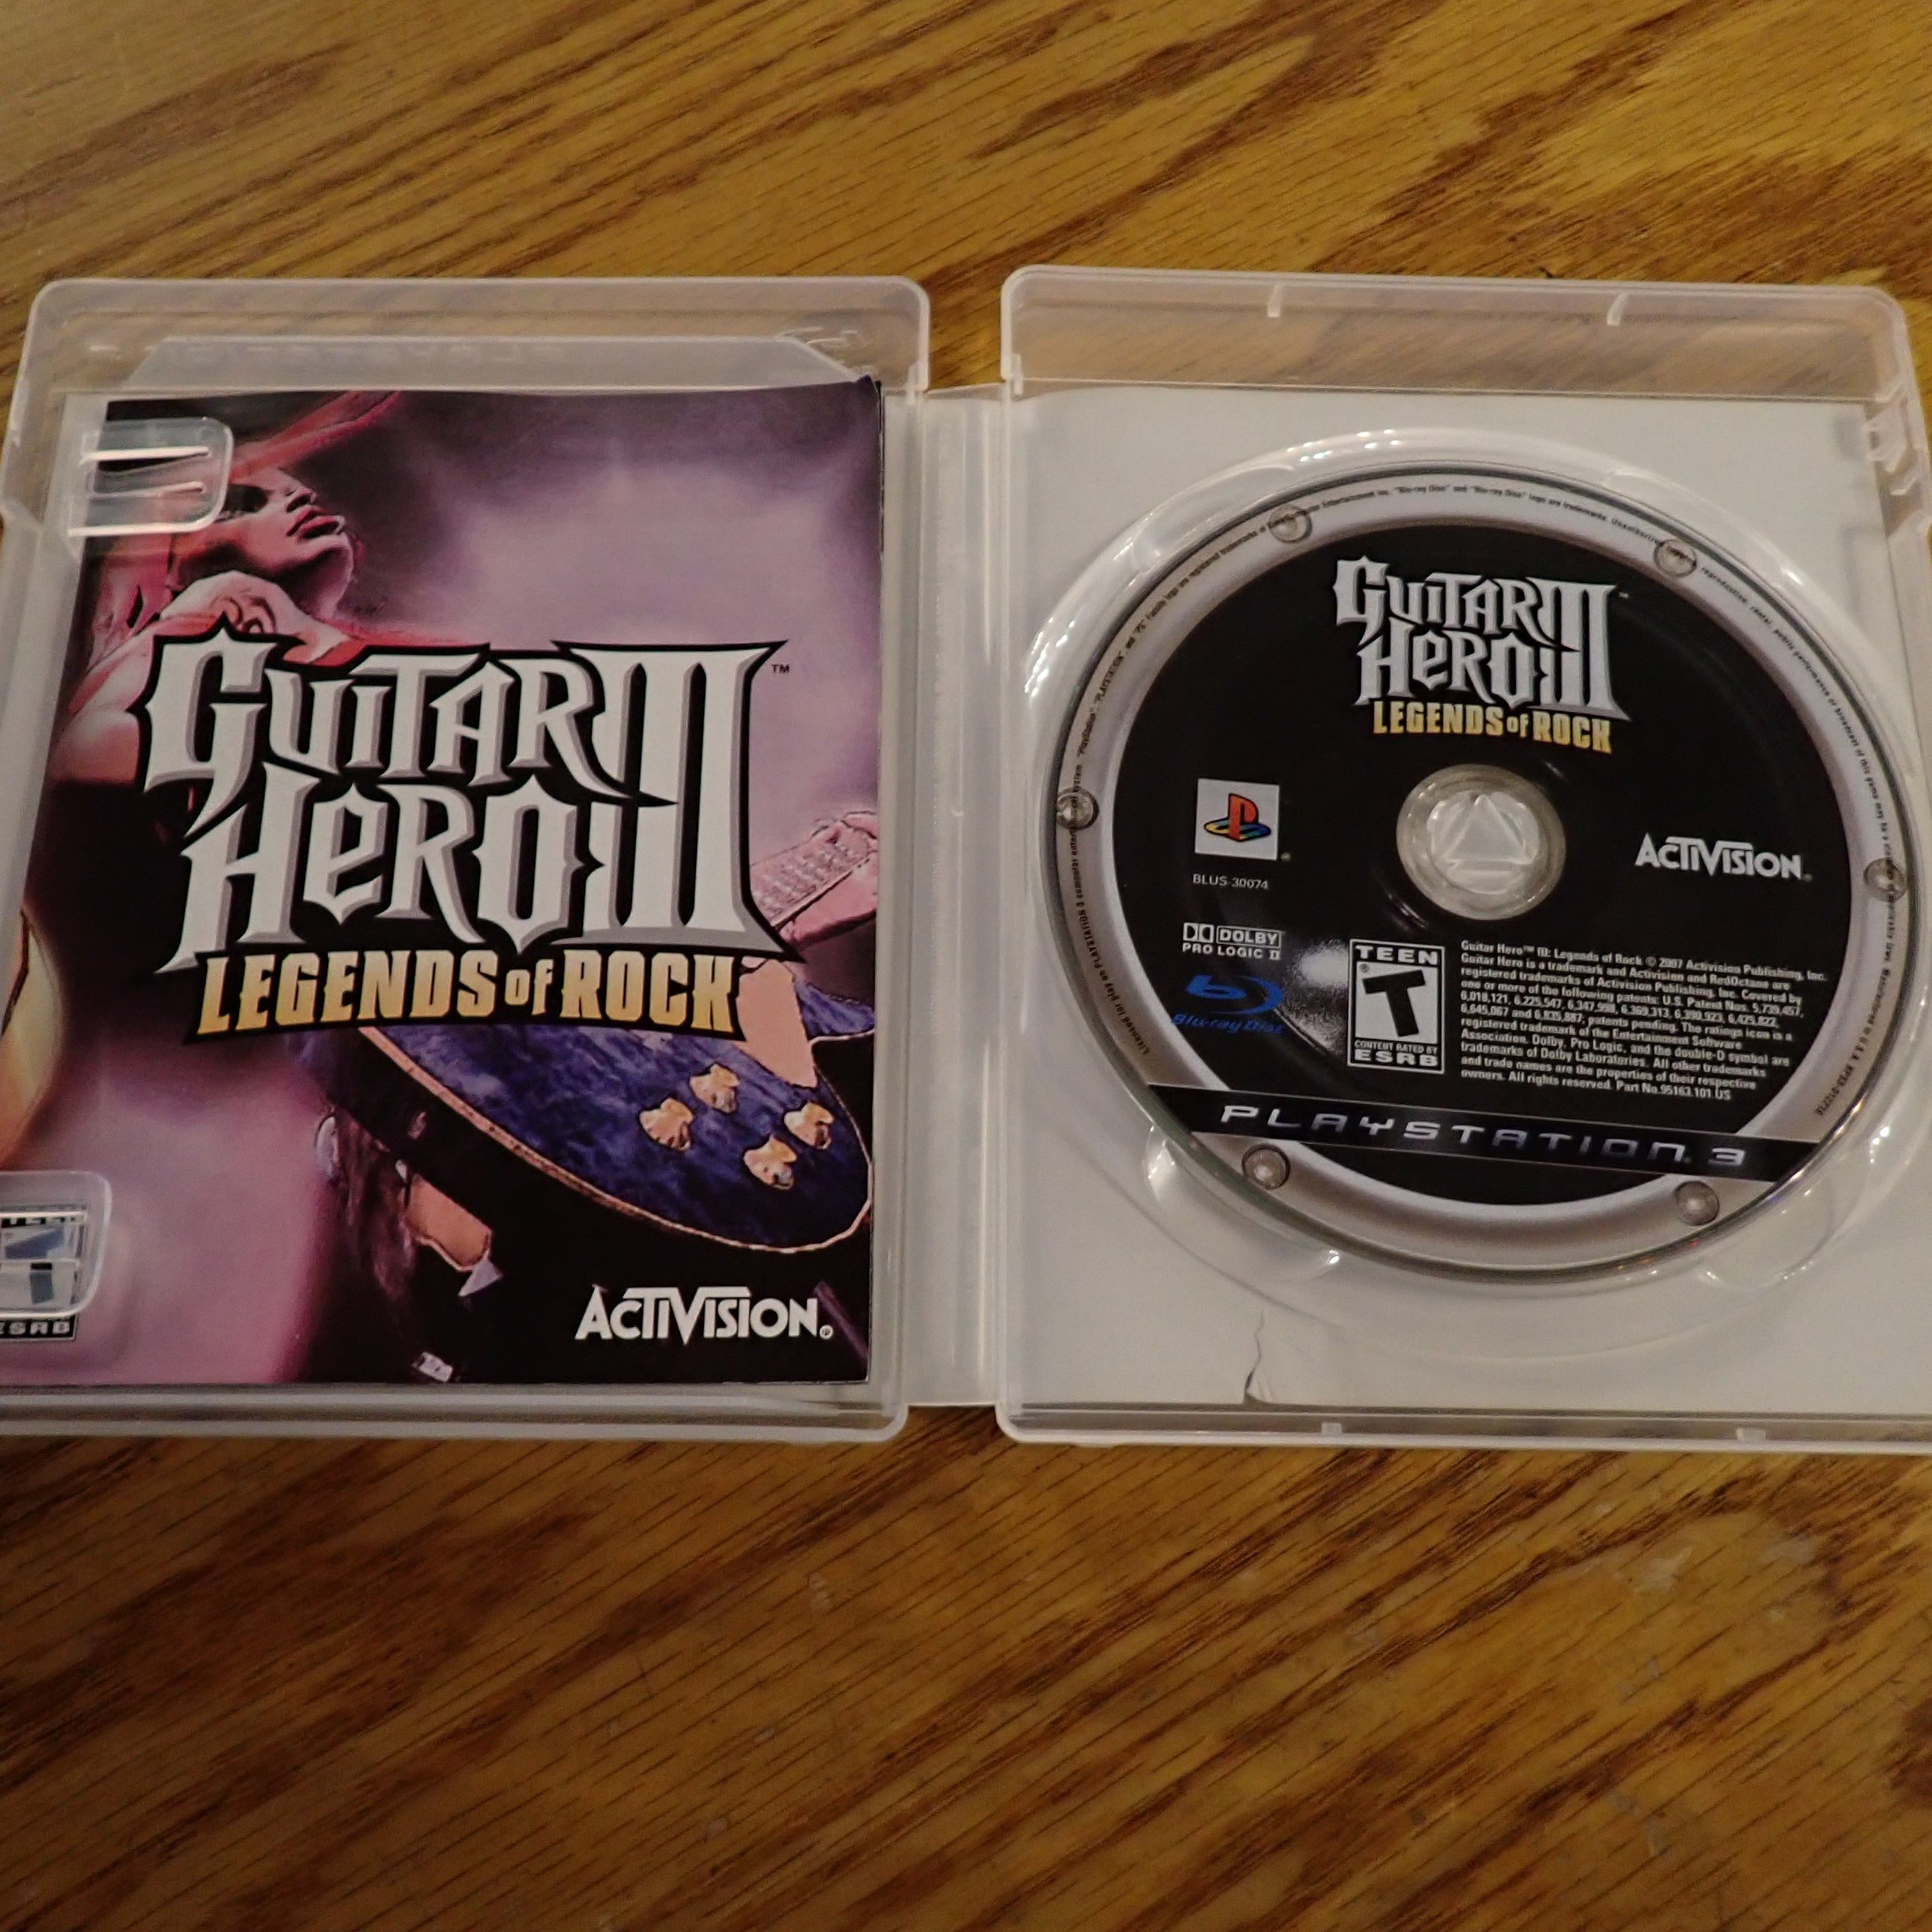 GUITAR
HERO III
™
LEGENDS of ROCK
ACTIVISION®
ESRB
GUITAR
HERO III
™
LEGENDS of ROCK
BLUS-30074
ACTIVISION®
DOLBY
PRO LOGIC II
Blu-ray Disc
TEEN
T
®
CONTENT RATED BY
ESRB
Guitar Hero™ III: Legends of Rock © 2007 Activision Publishing, Inc.
Guitar Hero is a trademark and Activision and RedOctane are
registered trademarks of Activision Publishing, Inc. Covered by
one or more of the following patents: U.S. Patent Nos. 5,739,457,
6,018,121, 6,225,547, 6,347,998, 6,369,313, 6,390,923, 6,425,822,
6,645,067 and 6,835,887; patents pending. The ratings icon is a
registered trademark of the Entertainment Software
Association. Dolby, Pro Logic, and the double-D symbol are
trademarks of Dolby Laboratories. All other trademarks
and trade names are the properties of their respective
owners. All rights reserved. Part No.95163.101.US
PLAYSTATION® 3